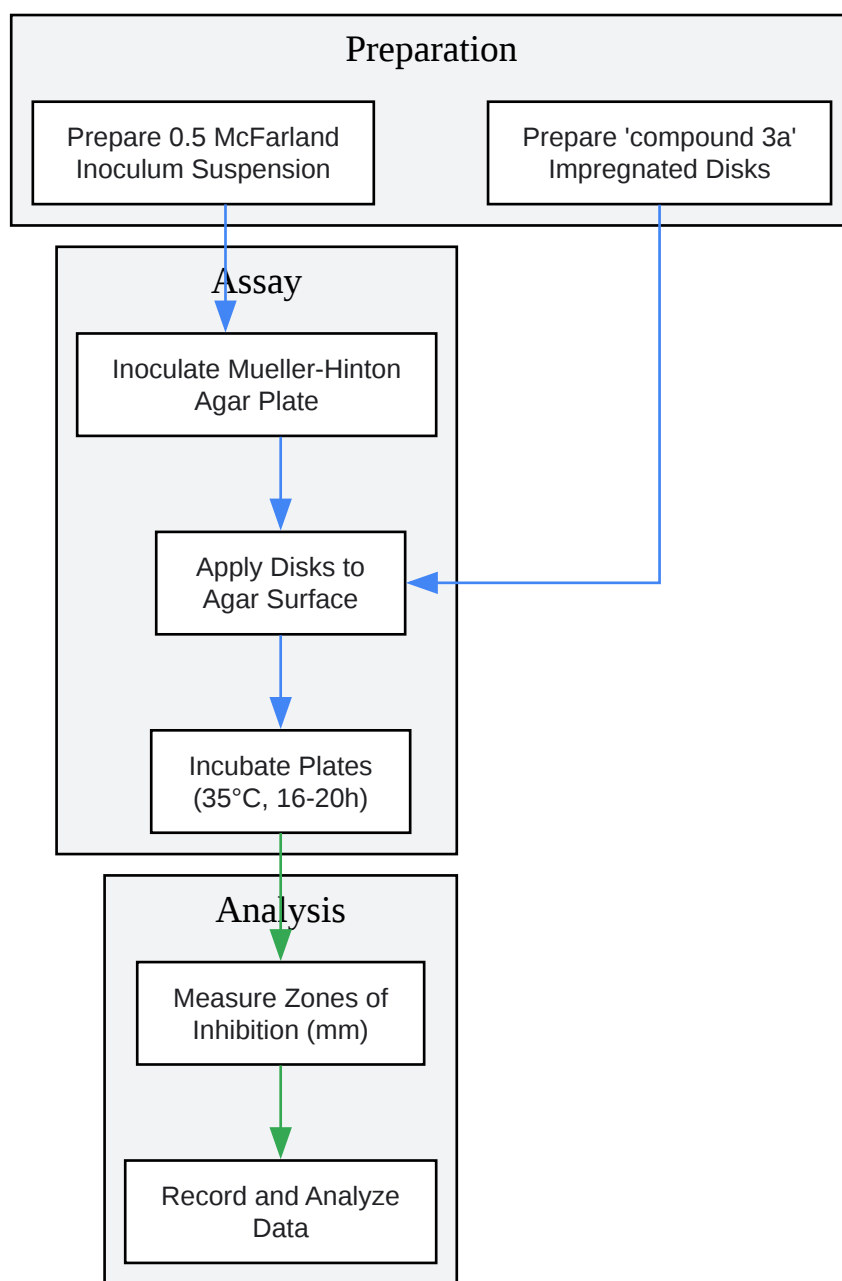 Preparation
Prepare 0.5 McFarland
Inoculum Suspension
Prepare 'compound 3a'
Impregnated Disks
Assay
Inoculate Mueller-Hinton
Agar Plate
Apply Disks to
Agar Surface
Incubate Plates
(35°C, 16-20h)
Analysis
Measure Zones of
Inhibition (mm)
Record and Analyze
Data